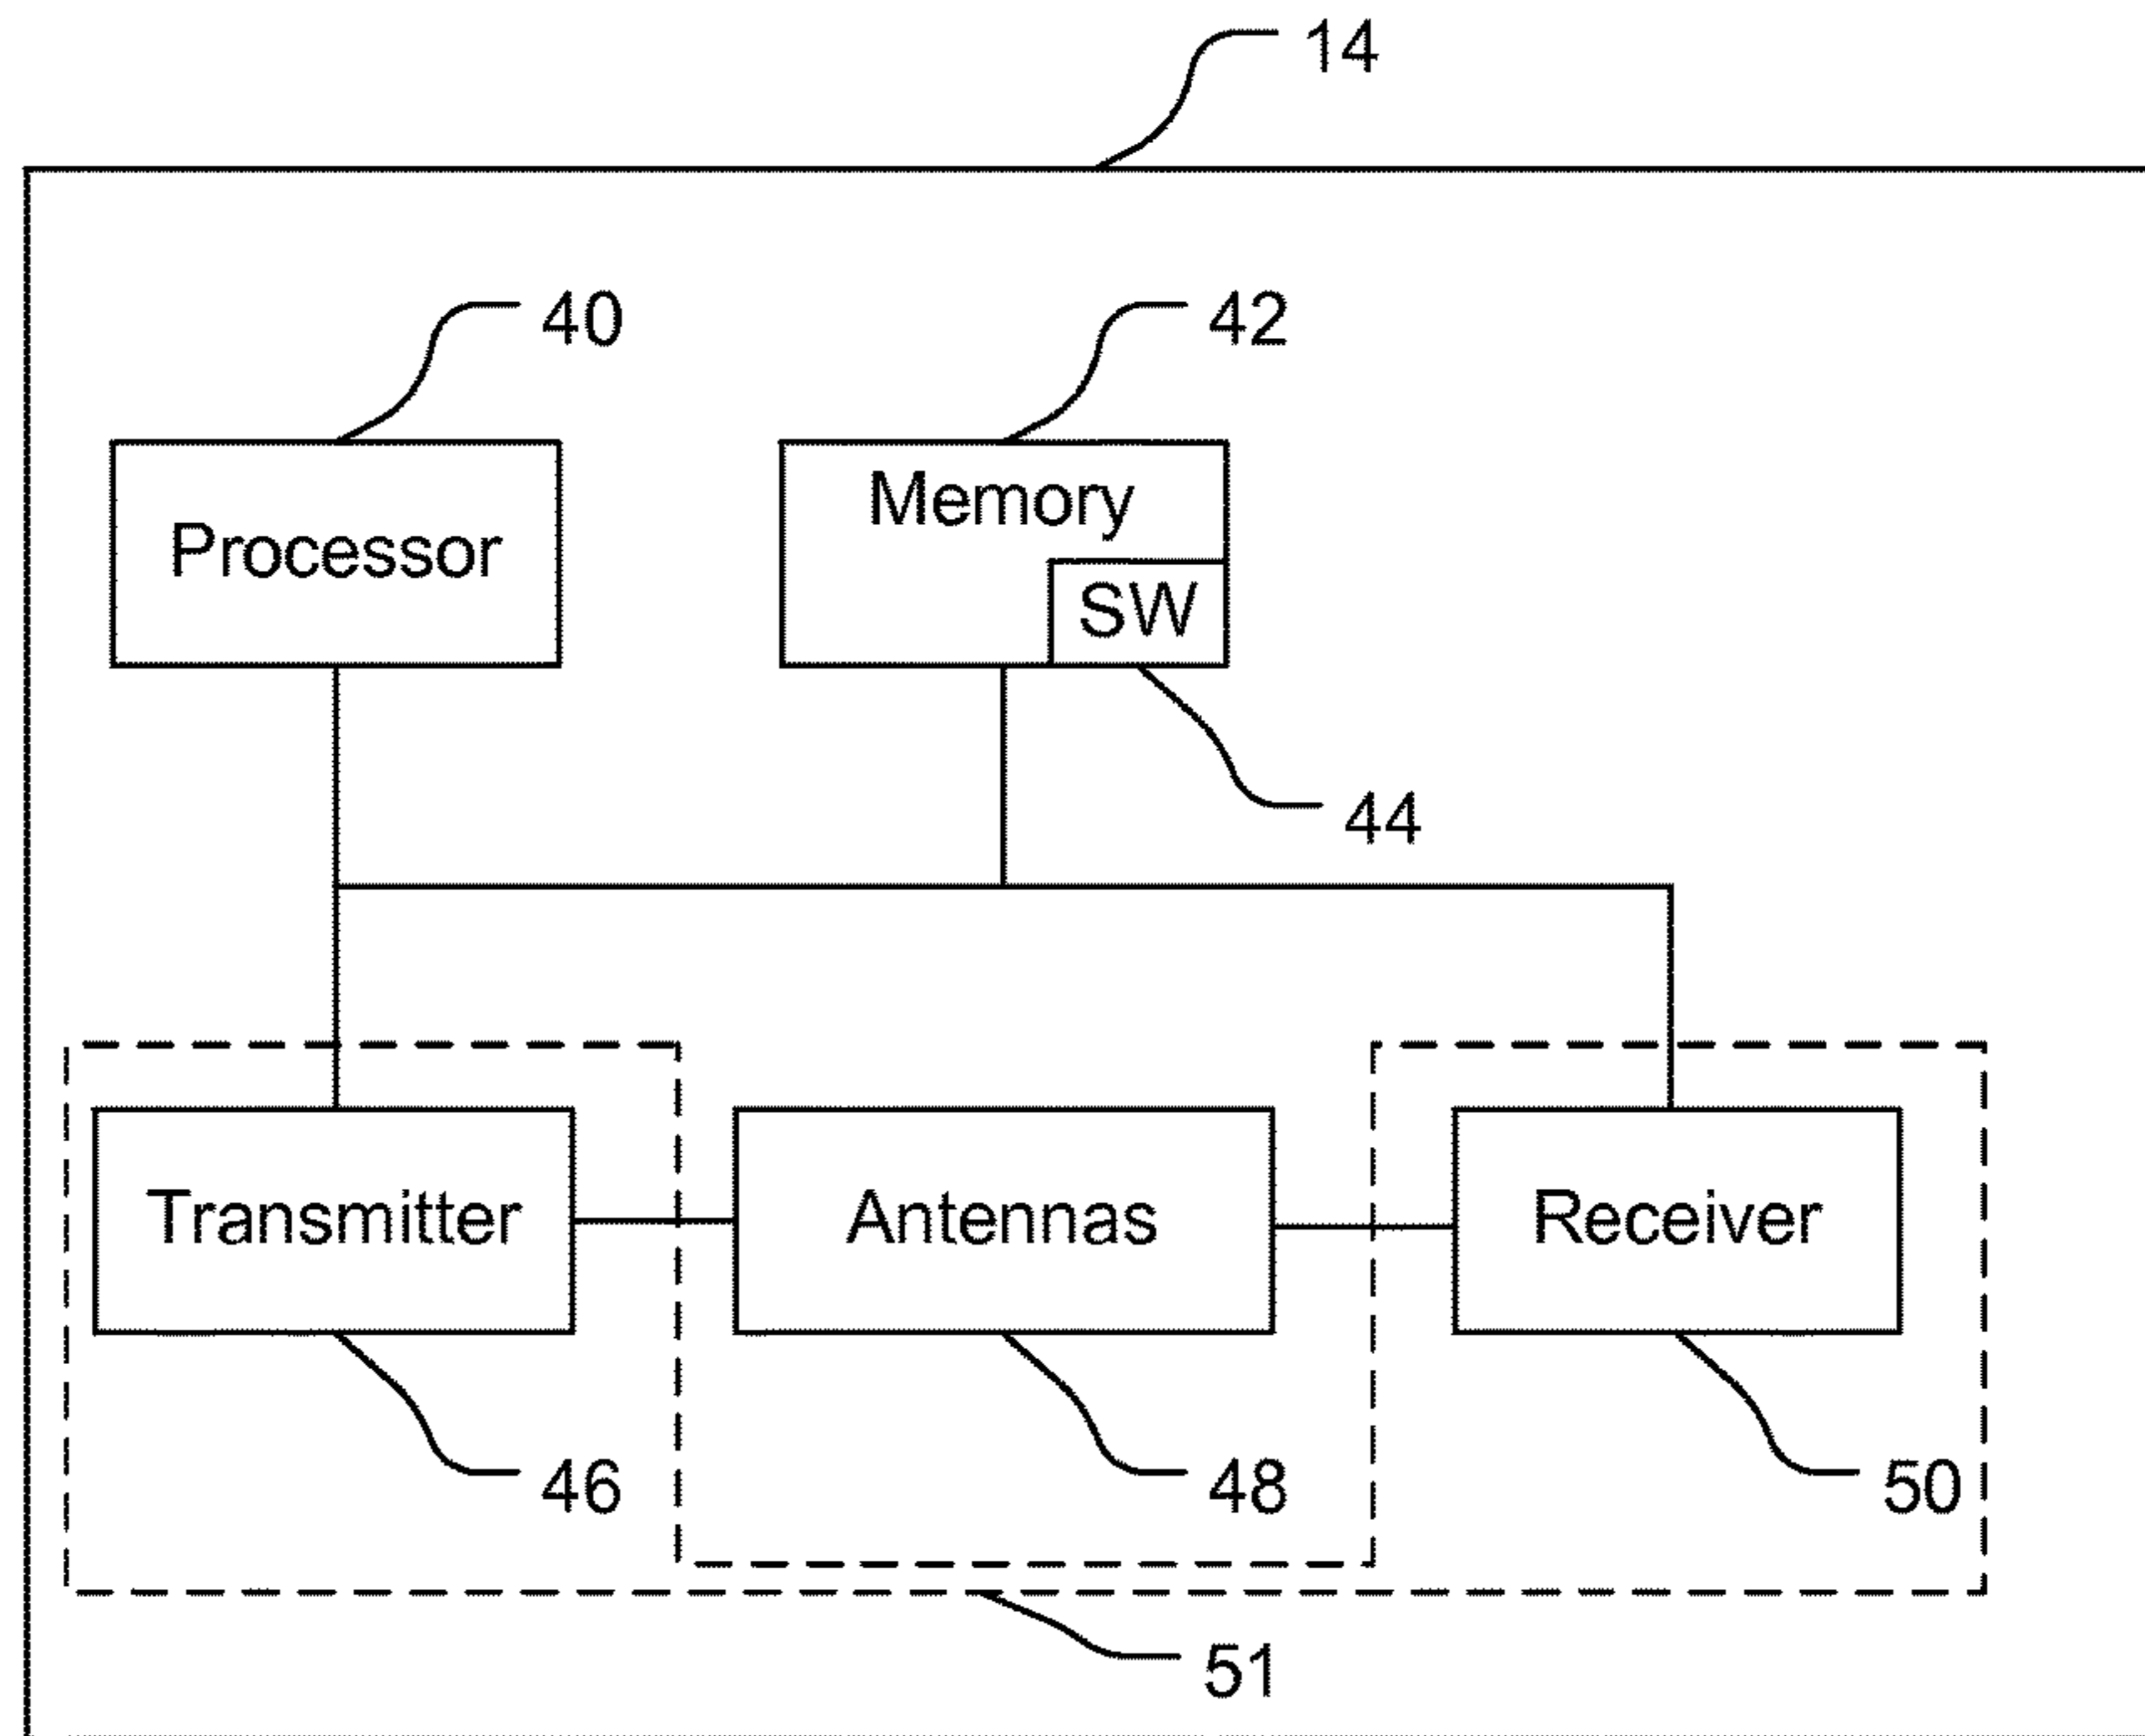 14
40
42
Processor
Memory
SW
44
Transmitter
Antennas
Receiver
46
48
50
51